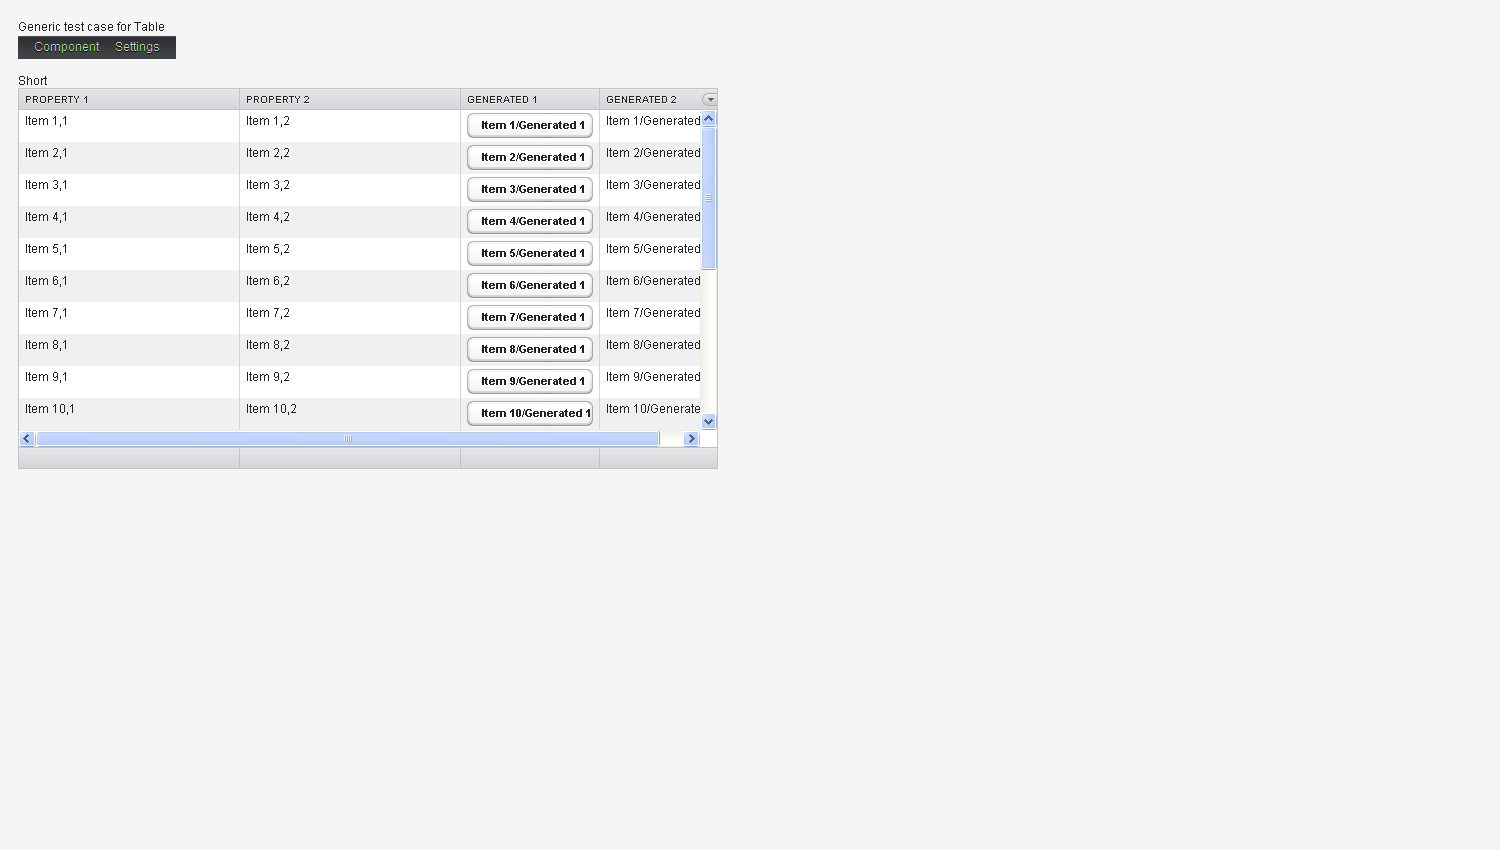 Generic test case for Table
Component Settings
Short
PROPERTY 1 PROPERTY 2 GENERATED 1 GENERATED 2
Item 1,1 Item 1,2 Item 1/Generated 1 Item 1/Generated
Item 2,1 Item 2,2 Item 2/Generated 1 Item 2/Generated
Item 3,1 Item 3,2 Item 3/Generated 1 Item 3/Generated
Item 4,1 Item 4,2 Item 4/Generated 1 Item 4/Generated
Item 5,1 Item 5,2 Item 5/Generated 1 Item 5/Generated
Item 6,1 Item 6,2 Item 6/Generated 1 Item 6/Generated
Item 7,1 Item 7,2 Item 7/Generated 1 Item 7/Generated
Item 8,1 Item 8,2 Item 8/Generated 1 Item 8/Generated
Item 9,1 Item 9,2 Item 9/Generated 1 Item 9/Generated
Item 10,1 Item 10,2 Item 10/Generated 1 Item 10/Generate